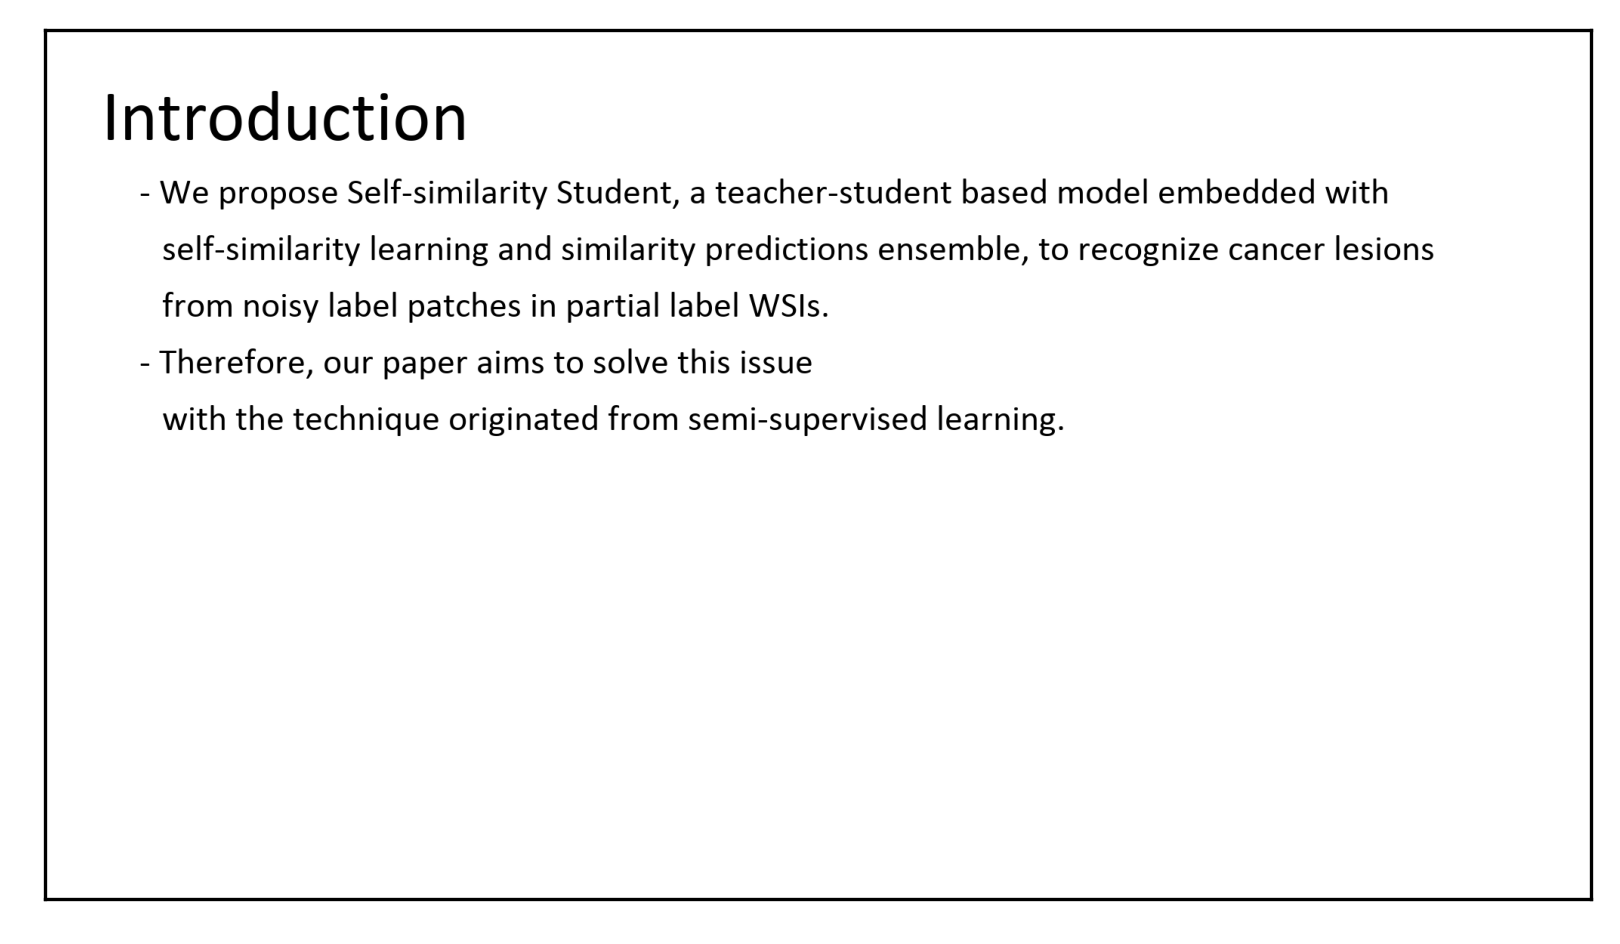 Introduction
- We propose Self-similarity Student, a teacher-student based model embedded with
self-similarity learning and similarity predictions ensemble, to recognize cancer lesions
from noisy label patches in partial label WSIs.
- Therefore, our paper aims to solve this issue
with the technique originated from semi-supervised learning.